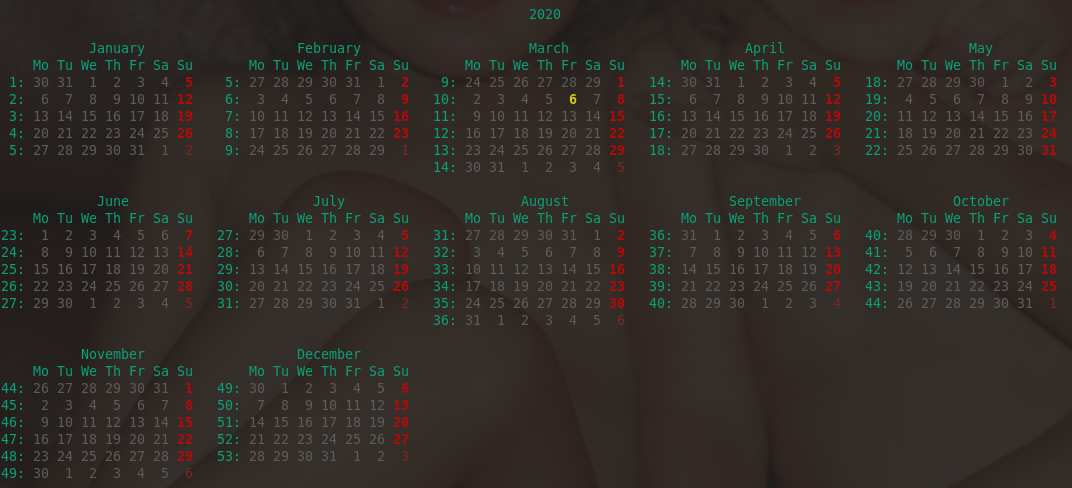 2020
January February March April May
Mo Tu We Th Fr Sa Su Mo Tu We Th Fr Sa Su Mo Tu We Th Fr Sa Su Mo Tu We Th Fr Sa Su Mo Tu We Th Fr Sa Su
1: 30 31 1 2 3 4 5 5: 27 28 29 30 31 1 2 9: 24 25 26 27 28 29 1 14: 30 31 1 2 3 4 5 18: 27 28 29 30 1 2 3
2: 6 7 8 9 10 11 12 6: 3 4 5 6 7 8 9 10: 2 3 4 5 6 7 8 15: 6 7 8 9 10 11 12 19: 4 5 6 7 8 9 10
3: 13 14 15 16 17 18 19 7: 10 11 12 13 14 15 16 11: 9 10 11 12 13 14 15 16: 13 14 15 16 17 18 19 20: 11 12 13 14 15 16 17
4: 20 21 22 23 24 25 26 8: 17 18 19 20 21 22 23 12: 16 17 18 19 20 21 22 17: 20 21 22 23 24 25 26 21: 18 19 20 21 22 23 24
5: 27 28 29 30 31 1 2 9: 24 25 26 27 28 29 1 13: 23 24 25 26 27 28 29 18: 27 28 29 30 1 2 3 22: 25 26 27 28 29 30 31
14: 30 31 1 2 3 4 5
June July August September October
Mo Tu We Th Fr Sa Su Mo Tu We Th Fr Sa Su Mo Tu We Th Fr Sa Su Mo Tu We Th Fr Sa Su Mo Tu We Th Fr Sa Su
23: 1 2 3 4 5 6 7 27: 29 30 1 2 3 4 5 31: 27 28 29 30 31 1 2 36: 31 1 2 3 4 5 6 40: 28 29 30 1 2 3 4
24: 8 9 10 11 12 13 14 28: 6 7 8 9 10 11 12 32: 3 4 5 6 7 8 9 37: 7 8 9 10 11 12 13 41: 5 6 7 8 9 10 11
25: 15 16 17 18 19 20 21 29: 13 14 15 16 17 18 19 33: 10 11 12 13 14 15 16 38: 14 15 16 17 18 19 20 42: 12 13 14 15 16 17 18
26: 22 23 24 25 26 27 28 30: 20 21 22 23 24 25 26 34: 17 18 19 20 21 22 23 39: 21 22 23 24 25 26 27 43: 19 20 21 22 23 24 25
27: 29 30 1 2 3 4 5 31: 27 28 29 30 31 1 2 35: 24 25 26 27 28 29 30 40: 28 29 30 1 2 3 4 44: 26 27 28 29 30 31 1
36: 31 1 2 3 4 5 6
November December
Mo Tu We Th Fr Sa Su Mo Tu We Th Fr Sa Su
44: 26 27 28 29 30 31 1 49: 30 1 2 3 4 5 6
45: 2 3 4 5 6 7 8 50: 7 8 9 10 11 12 13
46: 9 10 11 12 13 14 15 51: 14 15 16 17 18 19 20
47: 16 17 18 19 20 21 22 52: 21 22 23 24 25 26 27
48: 23 24 25 26 27 28 29 53: 28 29 30 31 1 2 3
49: 30 1 2 3 4 5 6